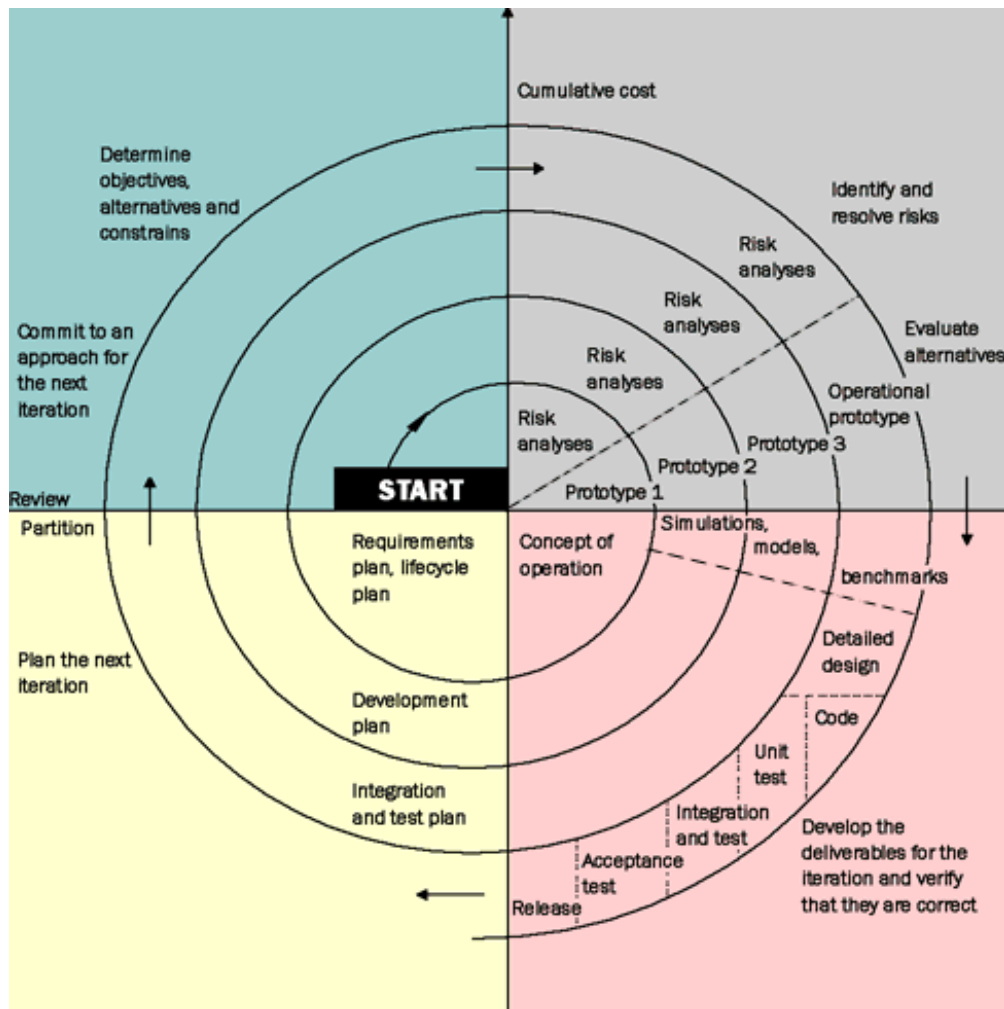 Cumulative cost
Determine
objectives,
alternatives and
constrains
Identify and
resolve risks
Risk
analyses
Risk
analyses
Commit to an
approach for
the next
iteration
Evaluate
alternatives
Risk
analyses
Operational
prototype
Risk
analyses
Prototype 3
Prototype 2
START
Prototype 1
Review
Partition
Simulations,
models,
benchmarks
Requirements
plan, lifecycle
plan
Concept of
operation
Plan the next
iteration
Detailed
design
Development
plan
Code
Unit
test
Integration
and test plan
Integration
and test
Develop the
deliverables for the
iteration and verify
that they are correct
Acceptance
test
Release